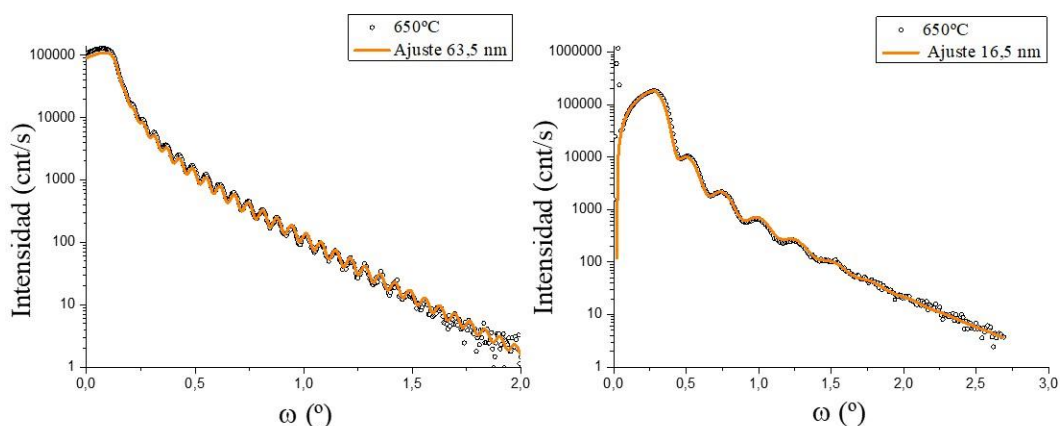 650ºC
Ajuste 63,5 nm
100000
10000
1000
100
10
1
Intensidad (cnt/s)
0,0 0,5 1,0 1,5 2,0
ω (º)
650ºC
Ajuste 16,5 nm
1000000
100000
10000
1000
100
10
1
Intensidad (cnt/s)
0,0 0,5 1,0 1,5 2,0 2,5 3,0
ω (º)